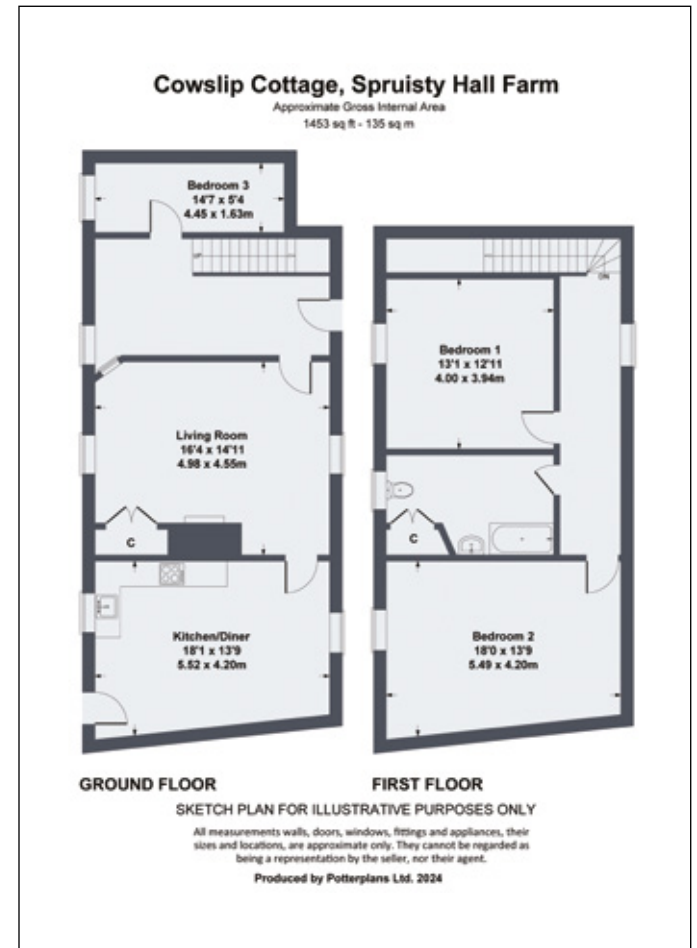 Cowslip Cottage, Spruisty Hall Farm
Approximate Gross Internal Area
1453 sq ft - 135 sq m
Bedroom 3
14'7 x 5'4
4.45 x 1.63m
UP
Living Room
16'4 x 14'11
4.98 x 4.55m
C
Kitchen/Diner
18'1 x 13'9
5.52 x 4.20m
GROUND FLOOR
DN
Bedroom 1
13'1 x 12'11
4.00 x 3.94m
C
Bedroom 2
18'0 x 13'9
5.49 x 4.20m
FIRST FLOOR
SKETCH PLAN FOR ILLUSTRATIVE PURPOSES ONLY
All measurements walls, doors, windows, fittings and appliances, their
sizes and locations, are approximate only. They cannot be regarded as
being a representation by the seller, nor their agent.
Produced by Potterplans Ltd. 2024